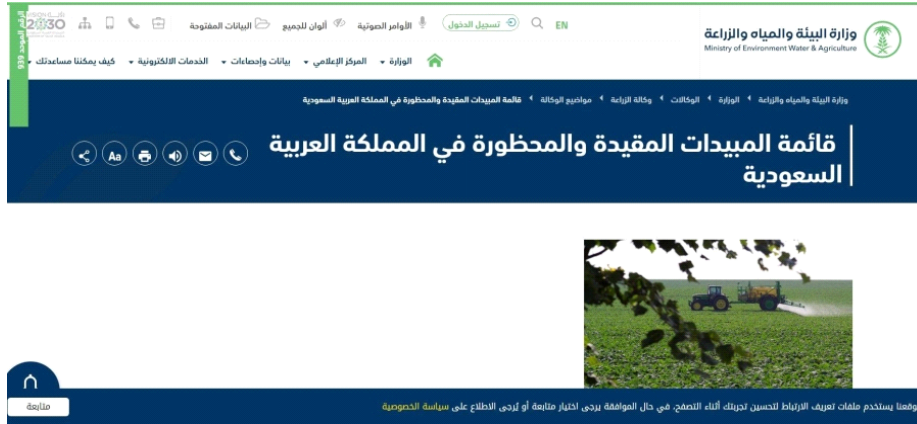 وزارة البيئة والمياه والزراعة
Ministry of Environment Water & Agriculture
EN
تسجيل الدخول
الأوامر الصوتية
ألوان للجميع
البيانات المفتوحة
VISION
2030
الوزارة
المركز الإعلامي
بيانات وإحصاءات
الخدمات الالكترونية
كيف يمكننا مساعدتك
الرقم الموحد 939
وزارة البيئة والمياه والزراعة
الوزارة
الوكالات
وكالة الزراعة
مواضيع الوكالة
قائمة المبيدات المقيدة والمحظورة في المملكة العربية السعودية
قائمة المبيدات المقيدة والمحظورة في المملكة العربية
السعودية
Aa
وقعنا يستخدم ملفات تعريف الارتباط لتحسين تجربتك أثناء التصفح. في حال الموافقة يرجى اختيار متابعة أو يُرجى الاطلاع على سياسة الخصوصية
متابعة